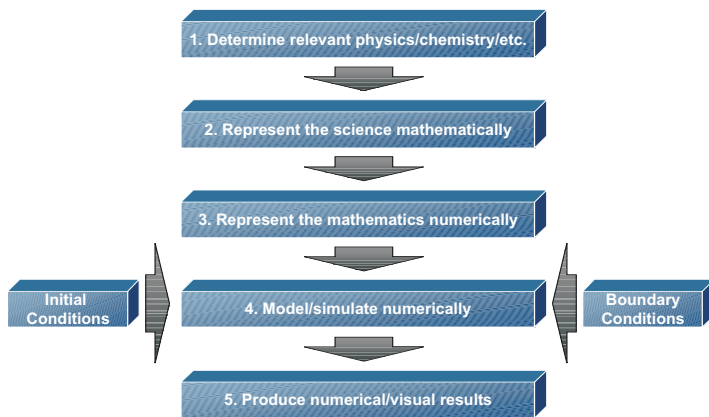 1. Determine relevant physics/chemistry/etc.
2. Represent the science mathematically
3. Represent the mathematics numerically
Initial
Conditions
4. Model/simulate numerically
Boundary
Conditions
5. Produce numerical/visual results